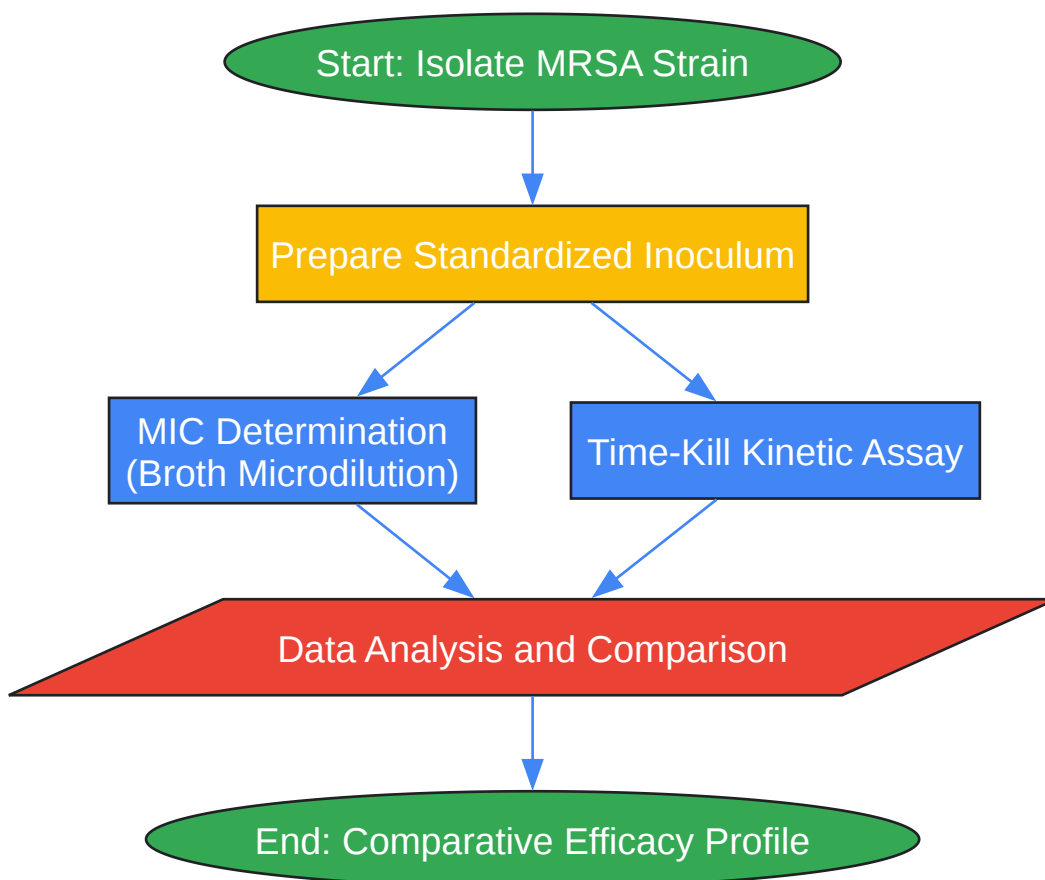 Start: Isolate MRSA Strain
Prepare Standardized Inoculum
MIC Determination
(Broth Microdilution)
Time-Kill Kinetic Assay
Data Analysis and Comparison
End: Comparative Efficacy Profile